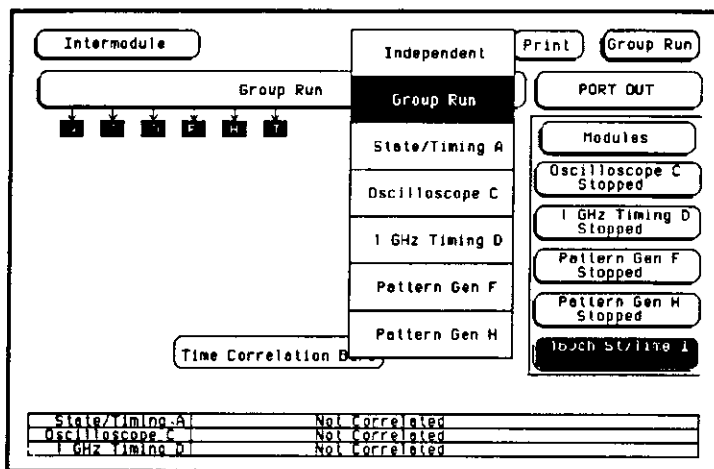 Intermodule
Independent
Print
Group Run
Group Run
Group Run
PORT OUT
E H T
State/Timing A
Modules
Oscilloscope C
Stopped
Oscilloscope C
1 GHz Timing D
Stopped
1 GHz Timing D
Pattern Gen F
Stopped
Pattern Gen F
Pattern Gen H
Stopped
Pattern Gen H
Time Correlation
State/Timing A Not Correlated
Oscilloscope C Not Correlated
1 GHz Timing D Not Correlated